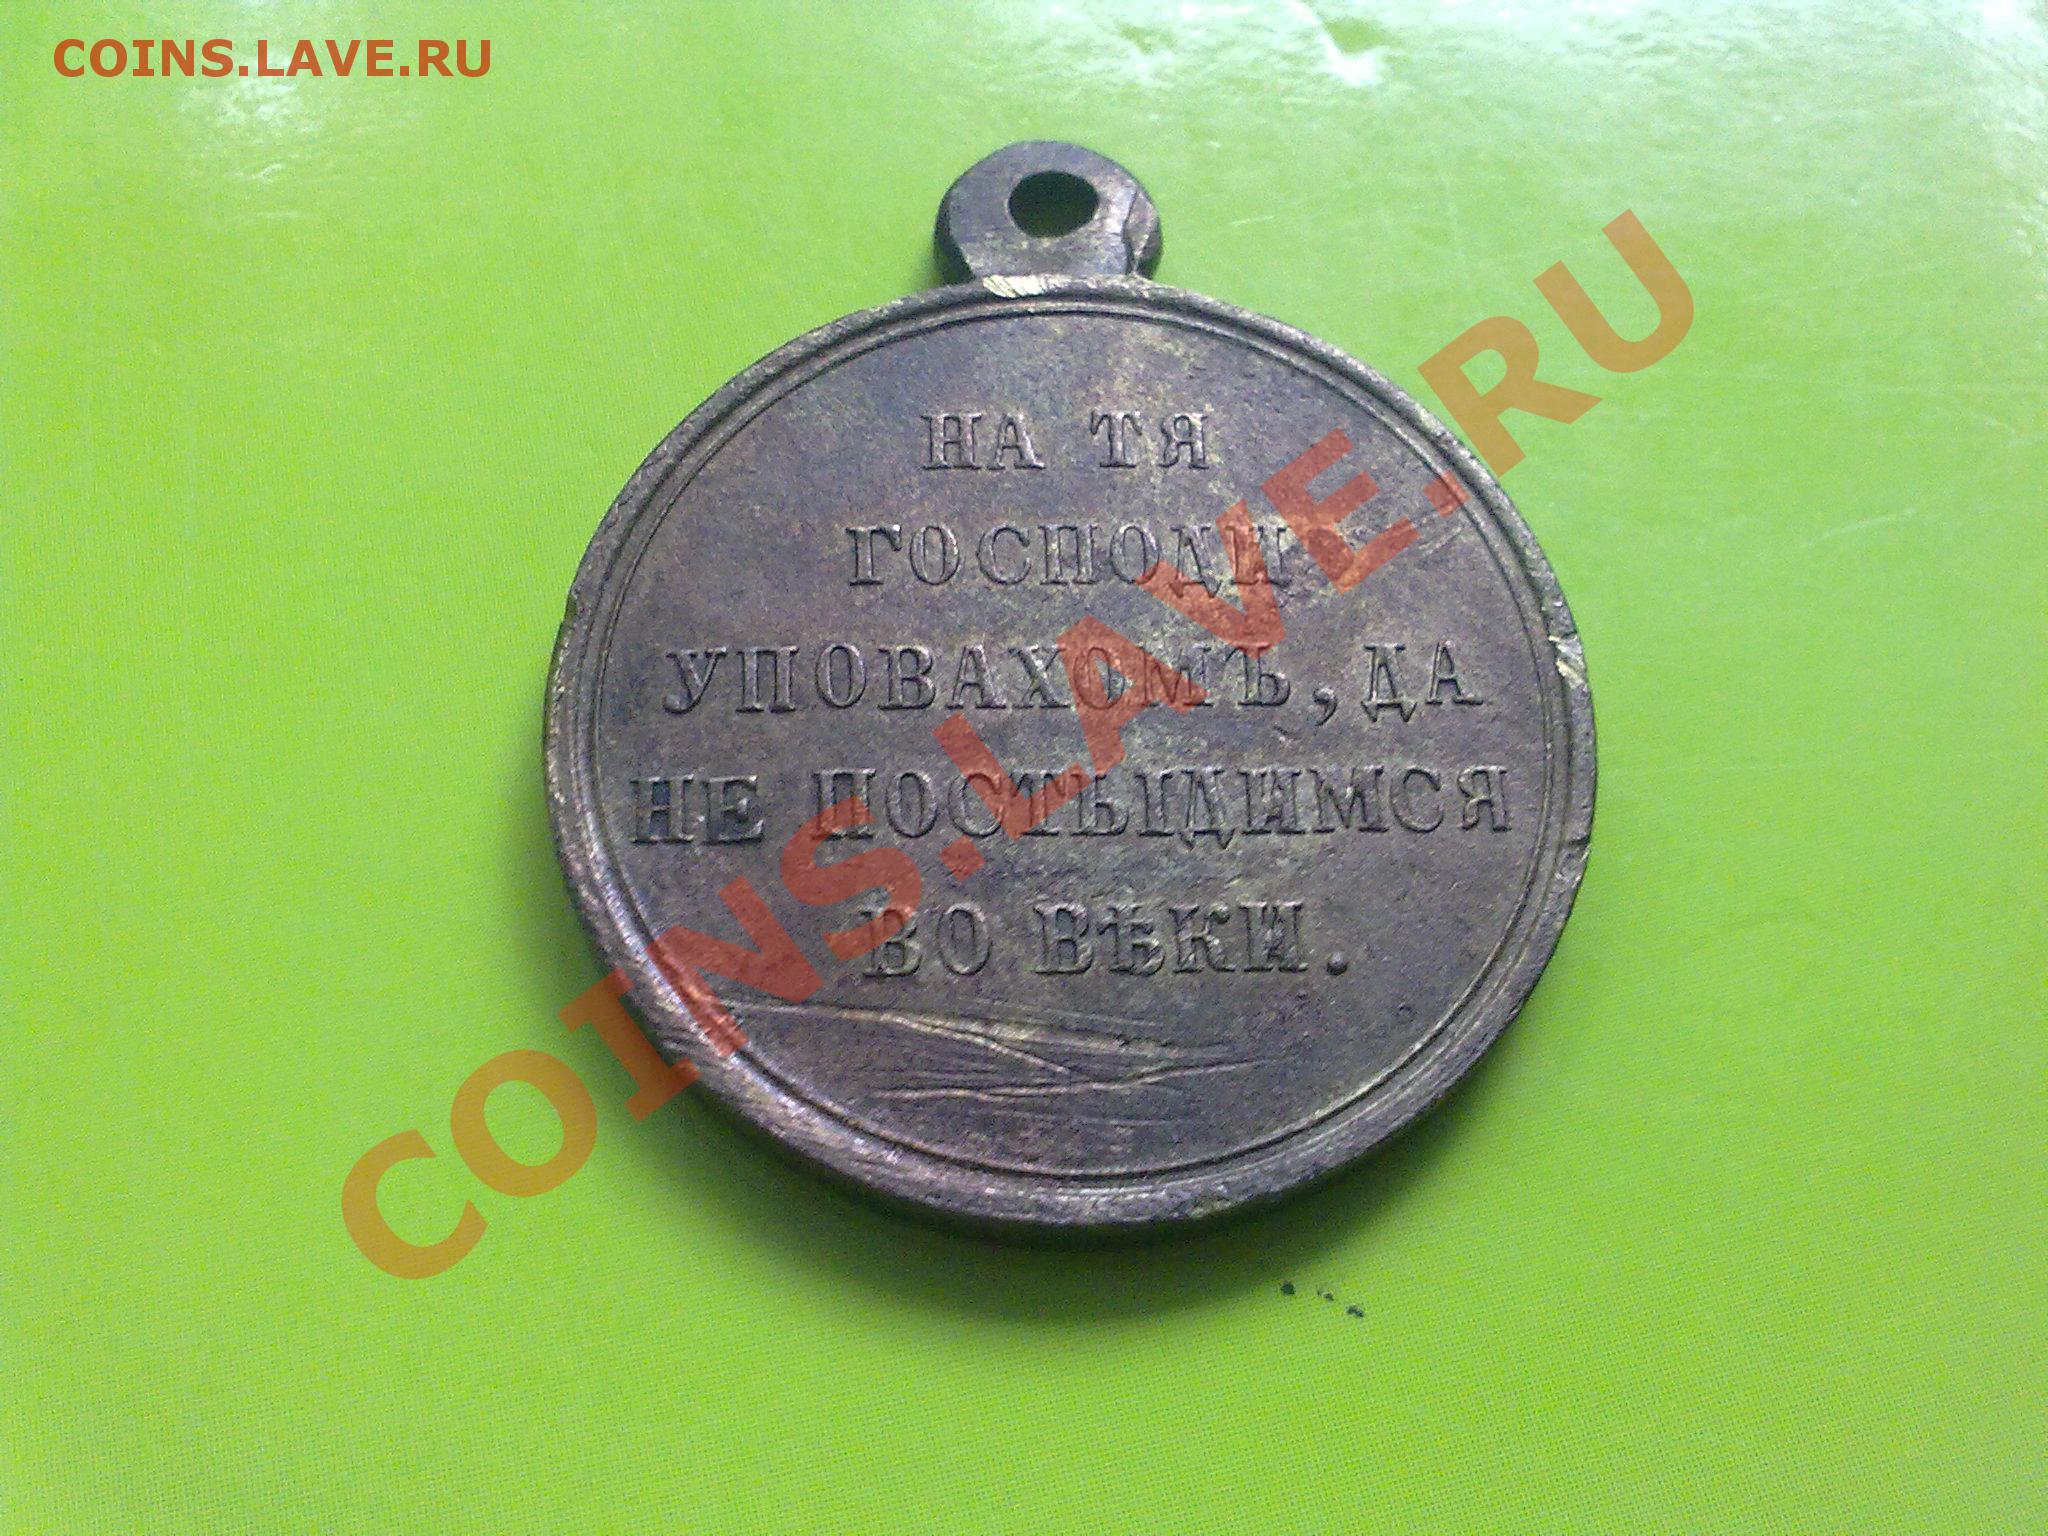 COINS.LAVE.RU
НА ТЯ
ГОСПОДИ
УПОВАХОМЪ, ДА
НЕ ПОСТЫДИМСЯ
ВО ВѢКИ.
COINS.LAVE.RU